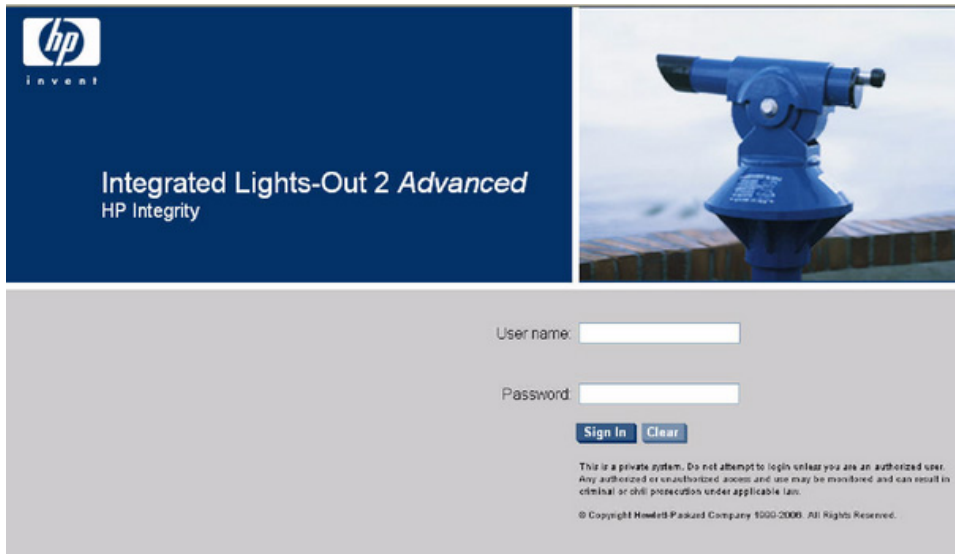 hp
invent
Integrated Lights-Out 2 Advanced
HP Integrity
User name:
Password:
Sign In Clear
This is a private system. Do not attempt to login unless you are an authorized user.
Any authorized or unauthorized access and use may be monitored and can result in
criminal or civil prosecution under applicable law.
© Copyright Hewlett-Packard Company 1999-2006. All Rights Reserved.